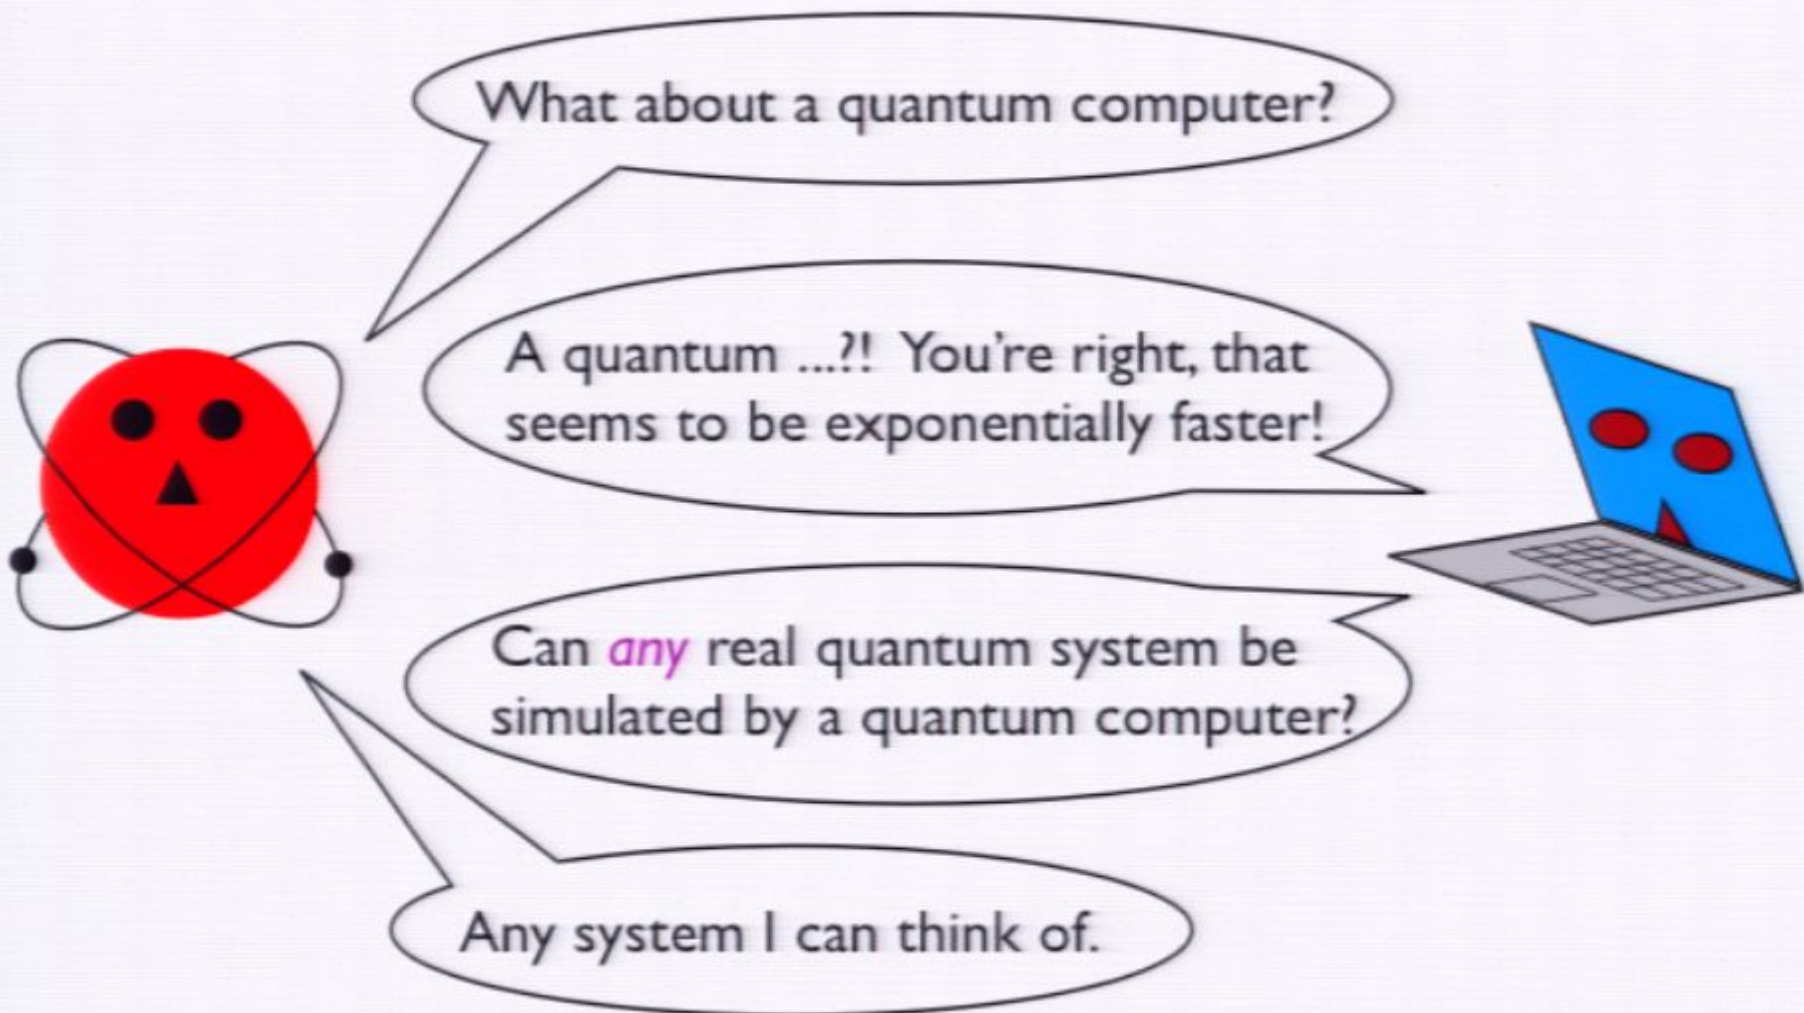 What about a quantum computer?
A quantum ...?! You're right, that
seems to be exponentially faster!
Can any real quantum system be
simulated by a quantum computer?
Any system I can think of.